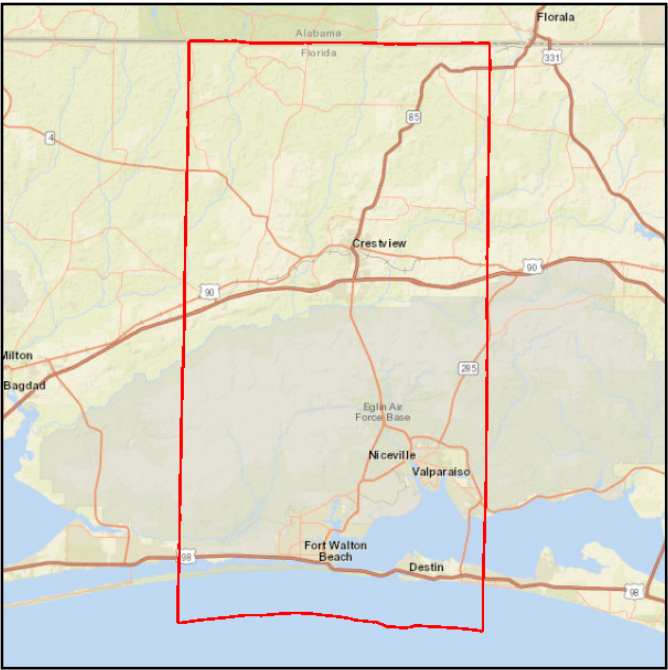 Florala
Alabama
Florida
331
85
4
Crestview
90
90
Milton
285
Bagdad
Eglin Air
Force Base
Niceville
Valparaiso
Fort Walton
Beach
98
Destin
98